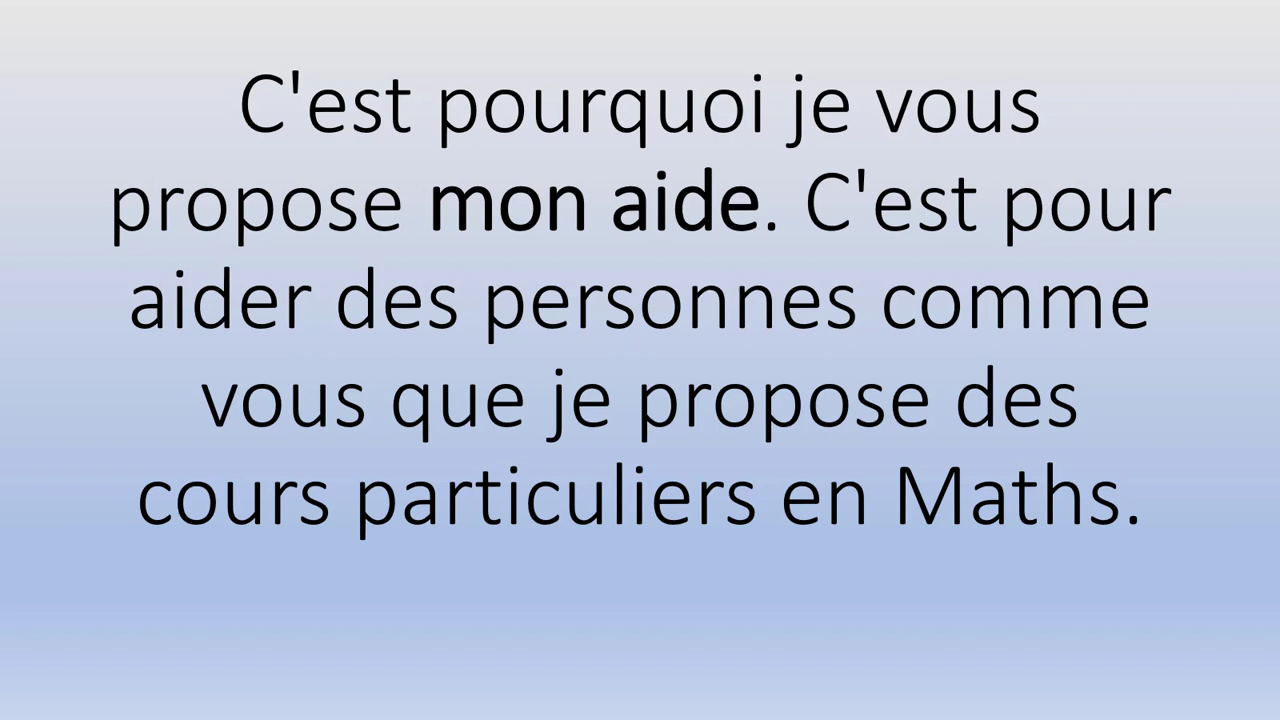 C'est pourquoi je vous
propose mon aide. C'est pour
aider des personnes comme
vous que je propose des
cours particuliers en Maths.